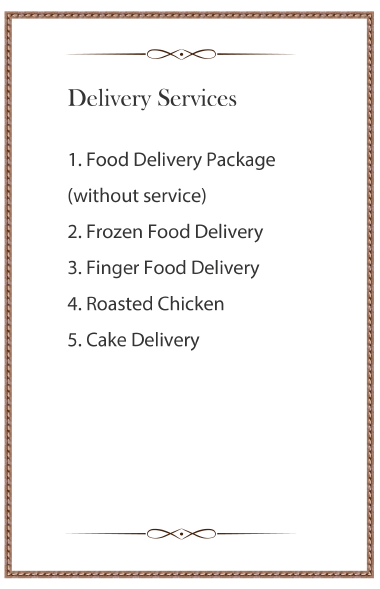 Delivery Services
1. Food Delivery Package
(without service)
2. Frozen Food Delivery
3. Finger Food Delivery
4. Roasted Chicken
5. Cake Delivery